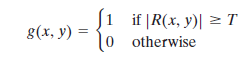 g(x, y) = { 1 if |R(x, y)| ≥ T
0 otherwise